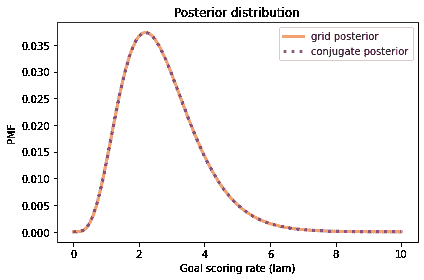 Posterior distribution
grid posterior
conjugate posterior
0.035
0.030
0.025
0.020
0.015
0.010
0.005
0.000
PMF
0 2 4 6 8 10
Goal scoring rate (lam)